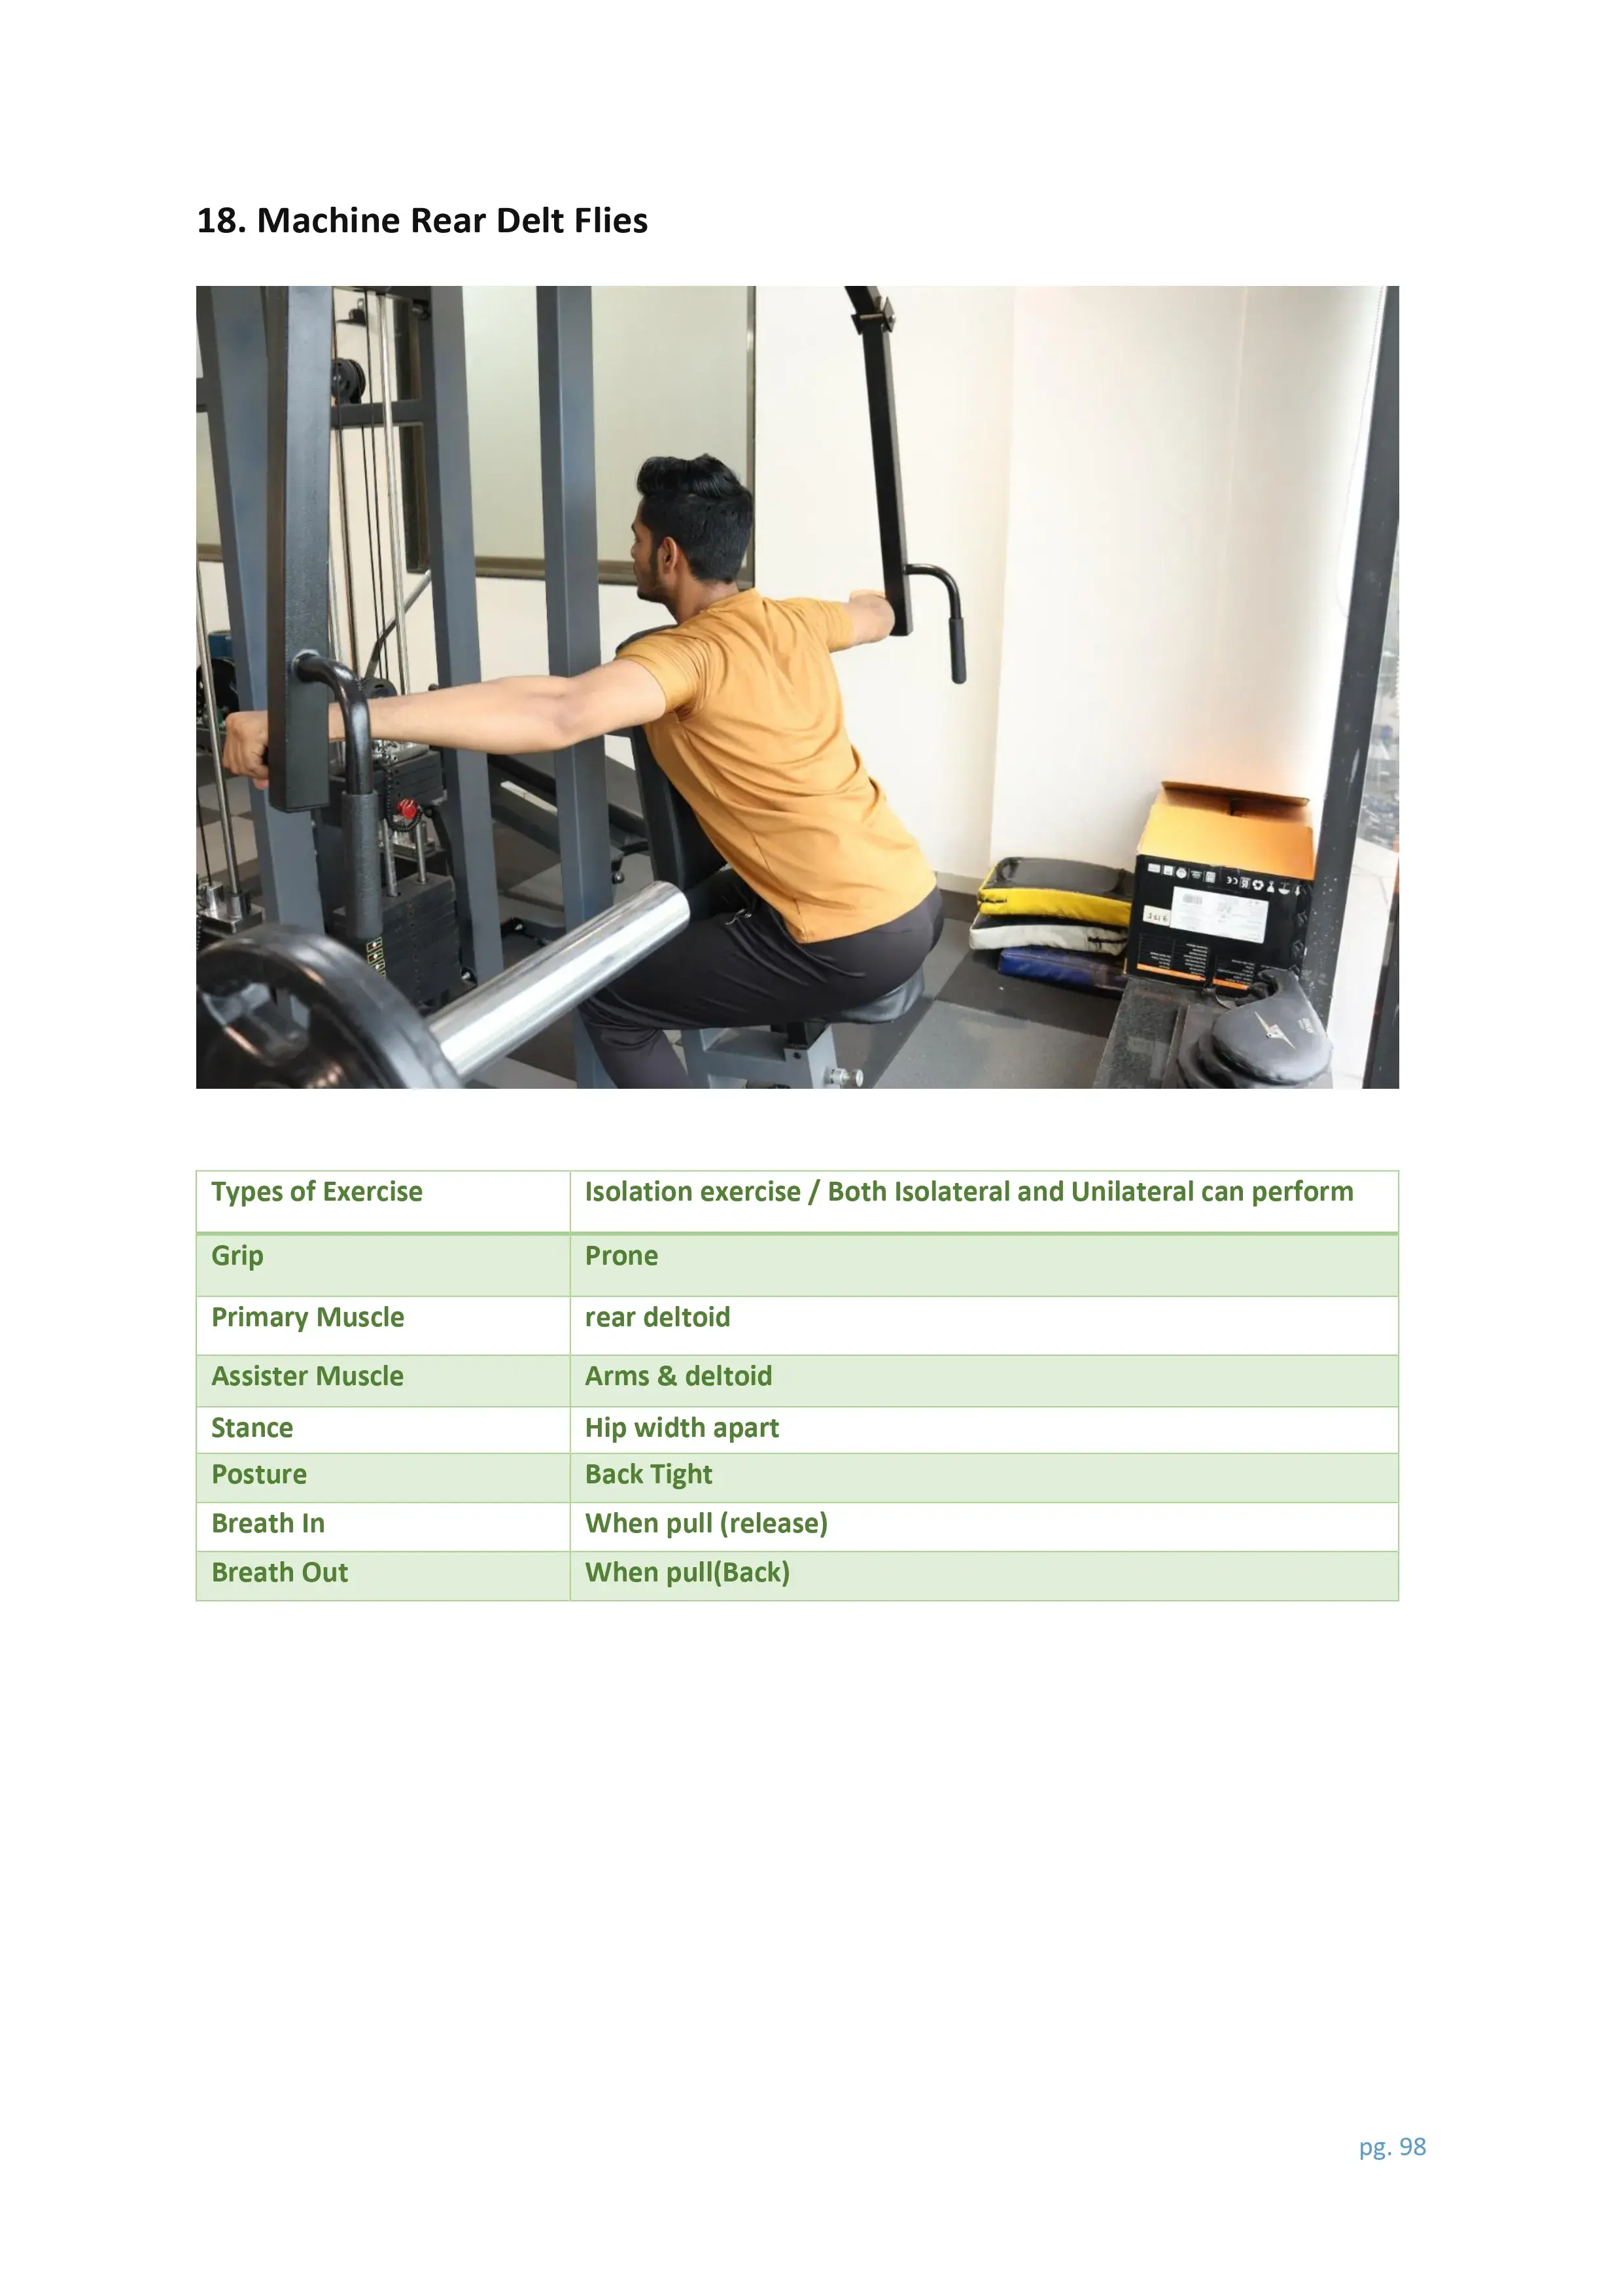 18. Machine Rear Delt Flies
Types of Exercise Isolation exercise / Both Isolateral and Unilateral can perform
Grip Prone
Primary Muscle rear deltoid
Assister Muscle Arms & deltoid
Stance Hip width apart
Posture Back Tight
Breath In When pull (release)
Breath Out When pull(Back)
pg. 98